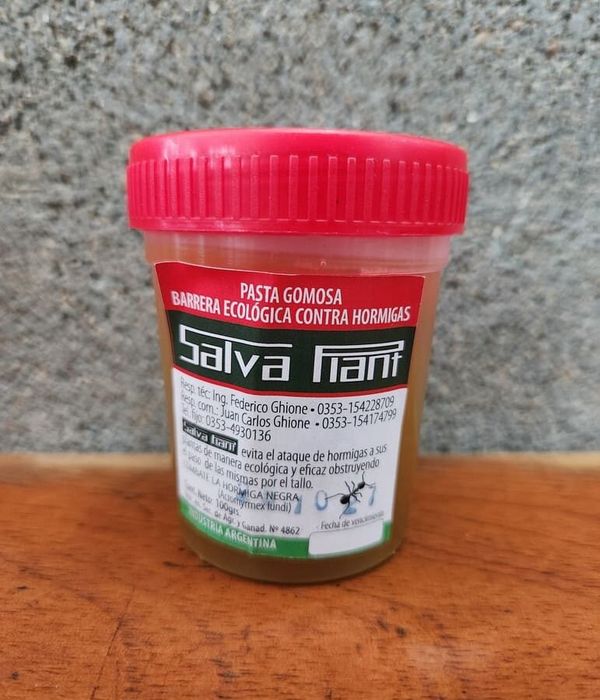 PASTA GOMOSA
BARRERA ECOLÓGICA CONTRA HORMIGAS
Salva Plant
Resp. téc: Ing. Federico Ghione • 0353-154228709
Resp. com.: Juan Carlos Ghione • 0353-154174799
Tel. fijo: 0353-4930136
Salva Plant evita el ataque de hormigas a sus
plantas de manera ecológica y eficaz obstruyendo
el paso de las mismas por el tallo.
COMBATE LA HORMIGA NEGRA
(Acromyrmex lundi)
Cont. Neto: 100grs.
Sec. de Agr. y Ganad. Nº 4862
Fecha de vencimiento
INDUSTRIA ARGENTINA